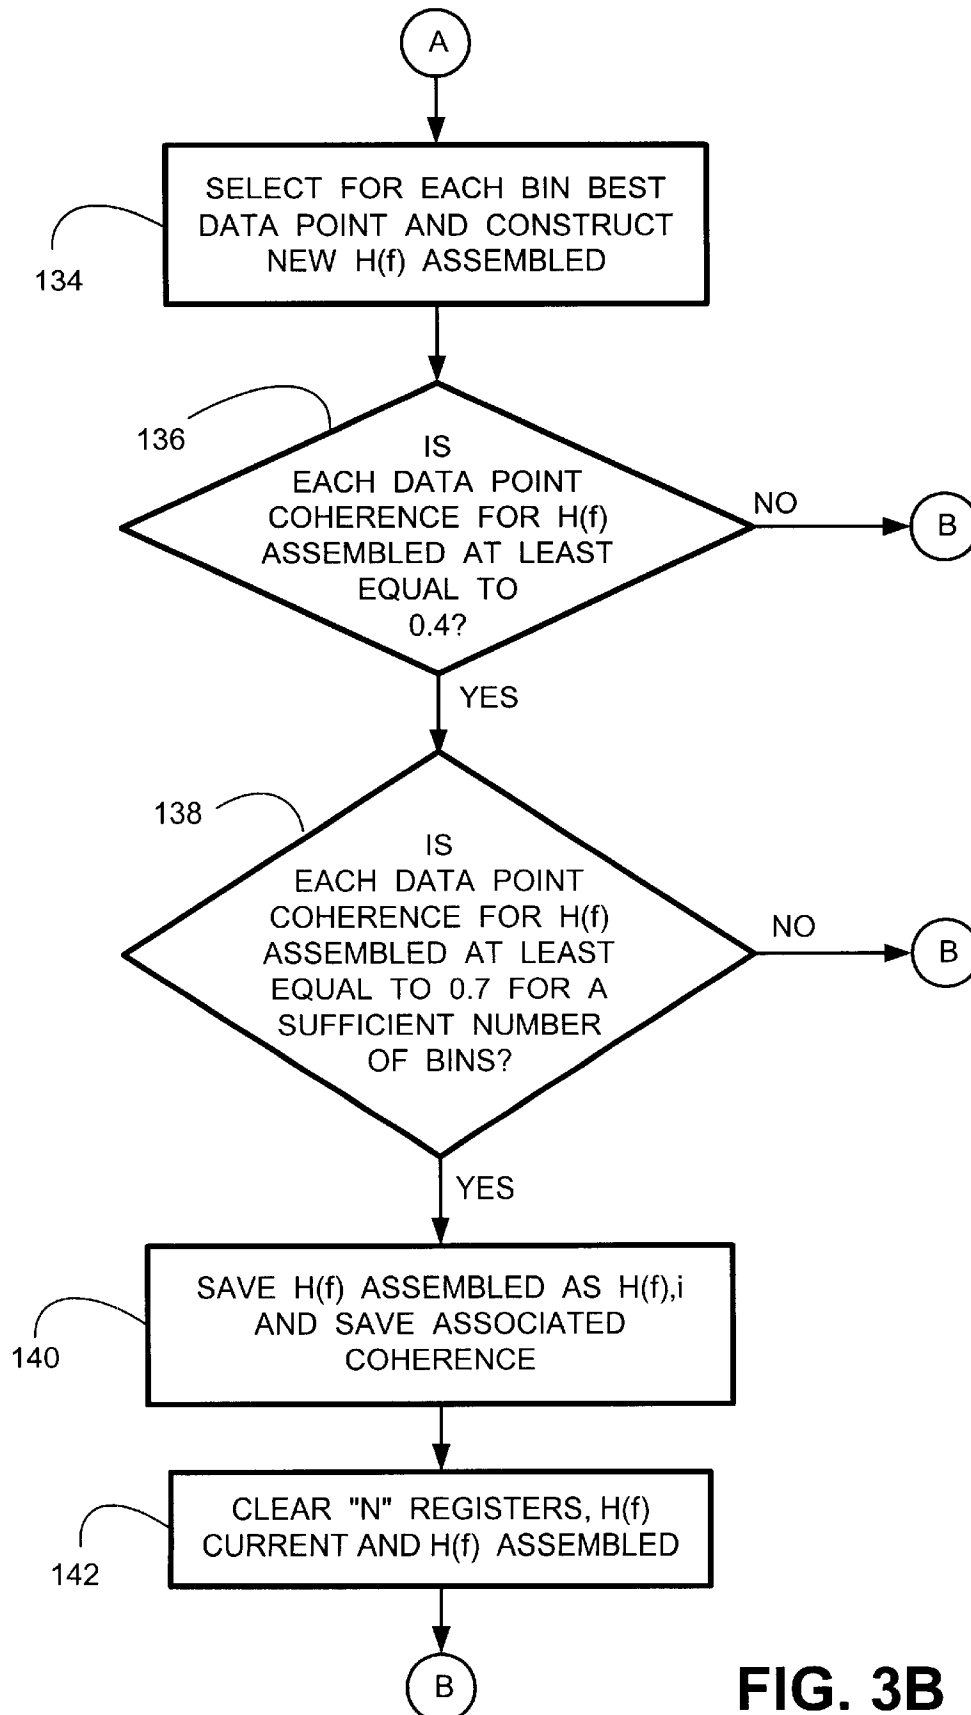 A
SELECT FOR EACH BIN BEST
DATA POINT AND CONSTRUCT
NEW H(f) ASSEMBLED
134
136
IS
EACH DATA POINT
COHERENCE FOR H(f)
ASSEMBLED AT LEAST
EQUAL TO
0.4?
NO
B
YES
138
IS
EACH DATA POINT
COHERENCE FOR H(f)
ASSEMBLED AT LEAST
EQUAL TO 0.7 FOR A
SUFFICIENT NUMBER
OF BINS?
NO
B
YES
SAVE H(f) ASSEMBLED AS H(f),i
AND SAVE ASSOCIATED
COHERENCE
140
CLEAR "N" REGISTERS, H(f)
CURRENT AND H(f) ASSEMBLED
142
B
FIG. 3B